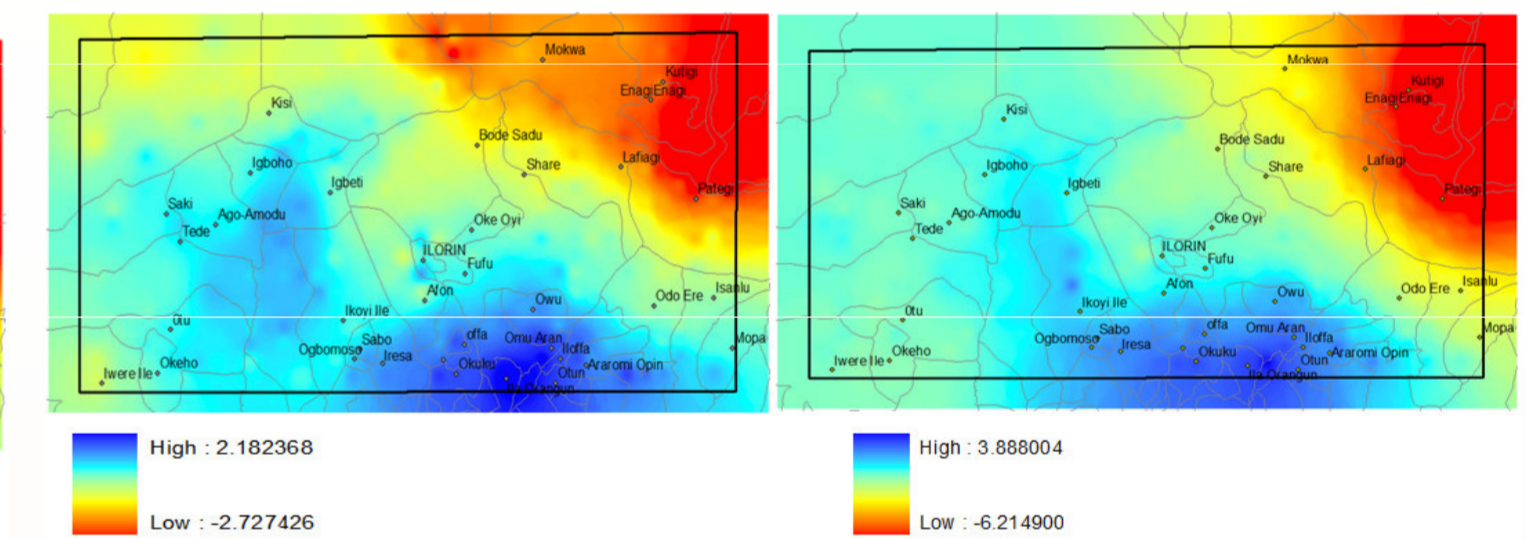 Mokwa
Kutigi
EnagiEnagi
Kisi
Bode Sadu
Lafiagi
Share
Igboho
Igbeti
Pategi
Saki
Ago-Amodu
Oke Oyi
Tede
ILORIN
Fufu
Afon
Isanlu
Odo Ere
Owu
Ikoyi Ile
Otu
offa
Omu Aran
Mopa
Sabo
Ogbomoso
Iresa
Iloffa
Okeho
Okuku
Araromi Opin
Otun
Iwere Ile
Ila Orangun
High : 2.182368
Low : -2.727426
Mokwa
Kutigi
EnagiEnagi
Kisi
Bode Sadu
Lafiagi
Share
Igboho
Igbeti
Pategi
Saki
Ago-Amodu
Oke Oyi
Tede
ILORIN
Fufu
Afon
Isanlu
Odo Ere
Owu
Ikoyi Ile
Otu
offa
Omu Aran
Mopa
Sabo
Ogbomoso
Iresa
Iloffa
Okeho
Okuku
Araromi Opin
Otun
Iwere Ile
Ila Orangun
High : 3.888004
Low : -6.214900